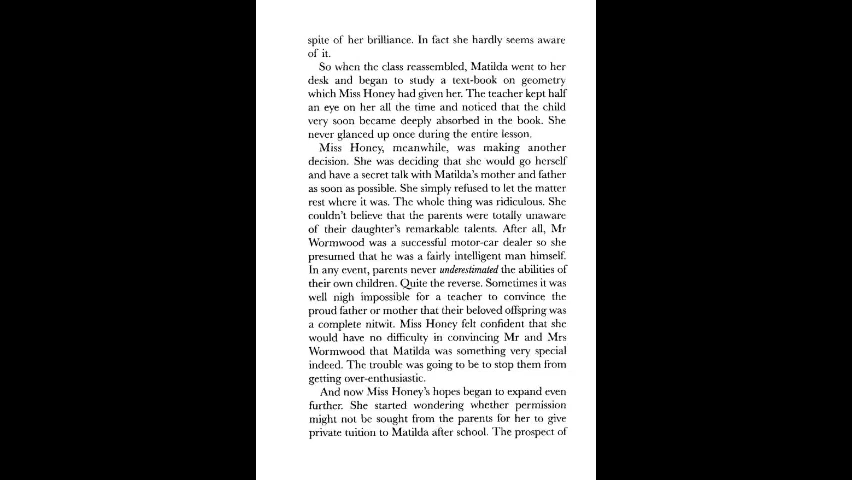 spite of her brilliance. In fact she hardly seems aware
of it.
So when the class reassembled, Matilda went to her
desk and began to study a text-book on geometry
which Miss Honey had given her. The teacher kept half
an eye on her all the time and noticed that the child
very soon became deeply absorbed in the book. She
never glanced up once during the entire lesson.
Miss Honey, meanwhile, was making another
decision. She was deciding that she would go herself
and have a secret talk with Matilda's mother and father
as soon as possible. She simply refused to let the matter
rest where it was. The whole thing was ridiculous. She
couldn't believe that the parents were totally unaware
of their daughter's remarkable talents. After all, Mr
Wormwood was a successful motor-car dealer so she
presumed that he was a fairly intelligent man himself.
In any event, parents never underestimated the abilities of
their own children. Quite the reverse. Sometimes it was
well nigh impossible for a teacher to convince the
proud father or mother that their beloved offspring was
a complete nitwit. Miss Honey felt confident that she
would have no difficulty in convincing Mr and Mrs
Wormwood that Matilda was something very special
indeed. The trouble was going to be to stop them from
getting over-enthusiastic.
And now Miss Honey's hopes began to expand even
further. She started wondering whether permission
might not be sought from the parents for her to give
private tuition to Matilda after school. The prospect of